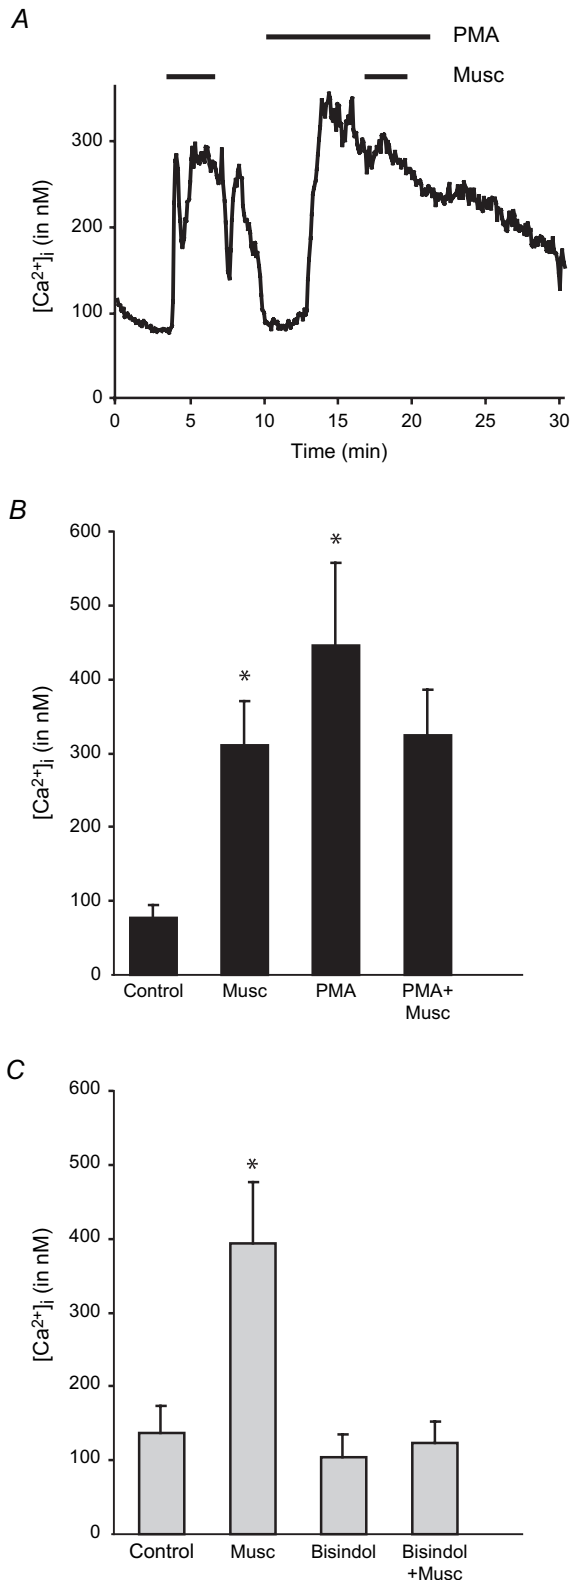 A
PMA
Musc
300
200
100
0
[Ca²⁺]ᵢ (in nM)
0 5 10 15 20 25 30
Time (min)
B
600
500
400
300
200
100
0
[Ca²⁺]ᵢ (in nM)
*
*
Control Musc PMA PMA+
Musc
C
600
500
400
300
200
100
0
[Ca²⁺]ᵢ (in nM)
*
Control Musc Bisindol Bisindol
+Musc